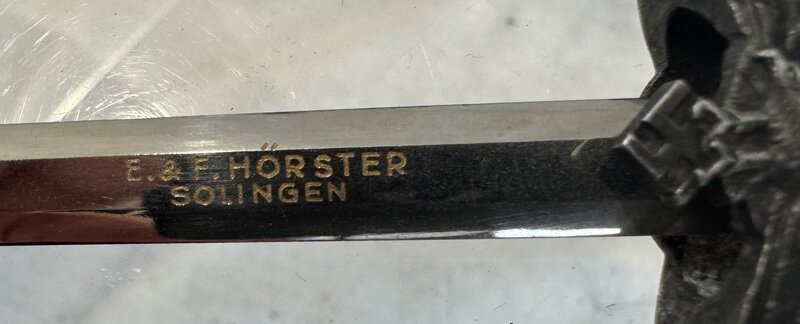 E. & F. HÖRSTER
SOLINGEN